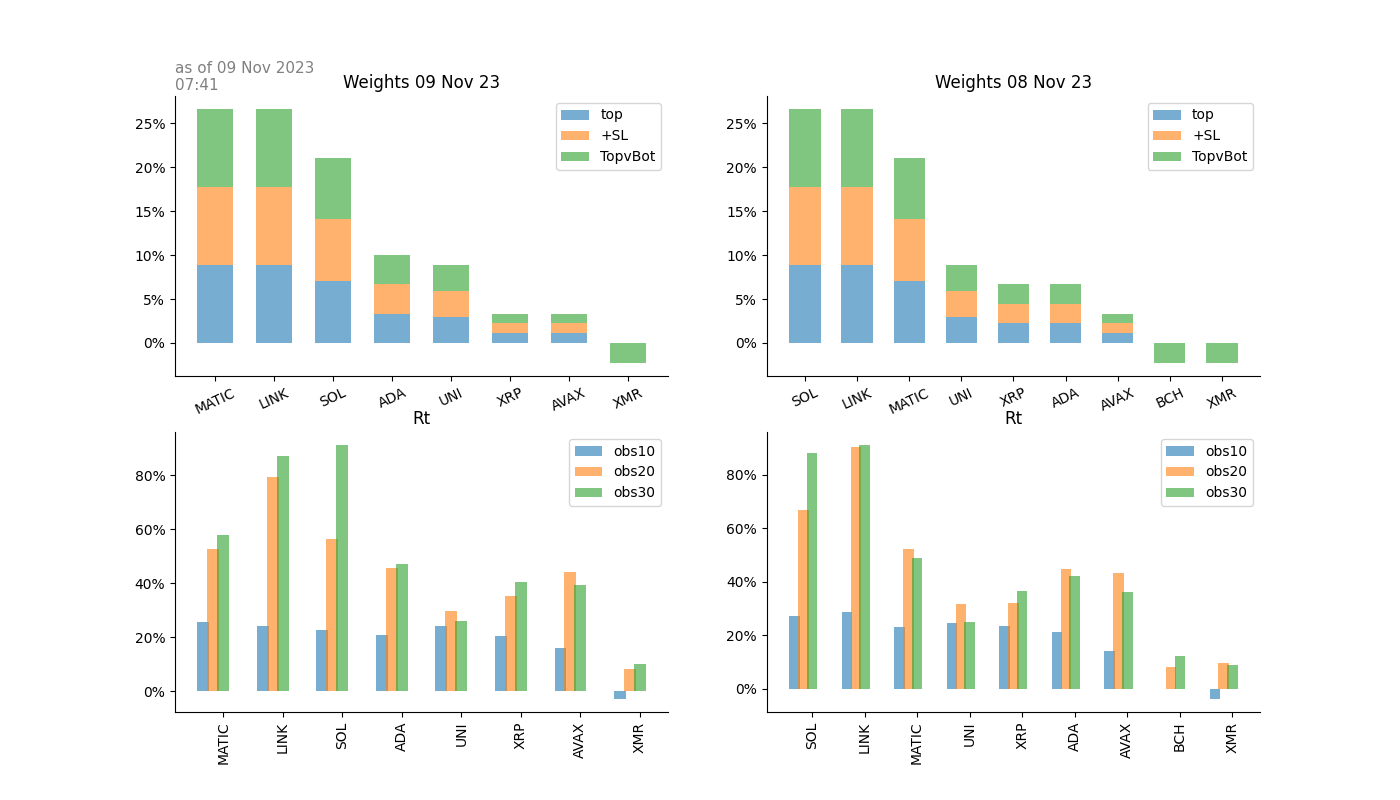 as of 09 Nov 2023
07:41
Weights 09 Nov 23
25%
20%
15%
10%
5%
0%
top
+SL
TopvBot
MATIC LINK SOL ADA UNI XRP AVAX XMR
Weights 08 Nov 23
25%
20%
15%
10%
5%
0%
top
+SL
TopvBot
SOL LINK MATIC UNI XRP ADA AVAX BCH XMR
Rt
80%
60%
40%
20%
0%
obs10
obs20
obs30
MATIC LINK SOL ADA UNI XRP AVAX XMR
Rt
80%
60%
40%
20%
0%
obs10
obs20
obs30
SOL LINK MATIC UNI XRP ADA AVAX BCH XMR